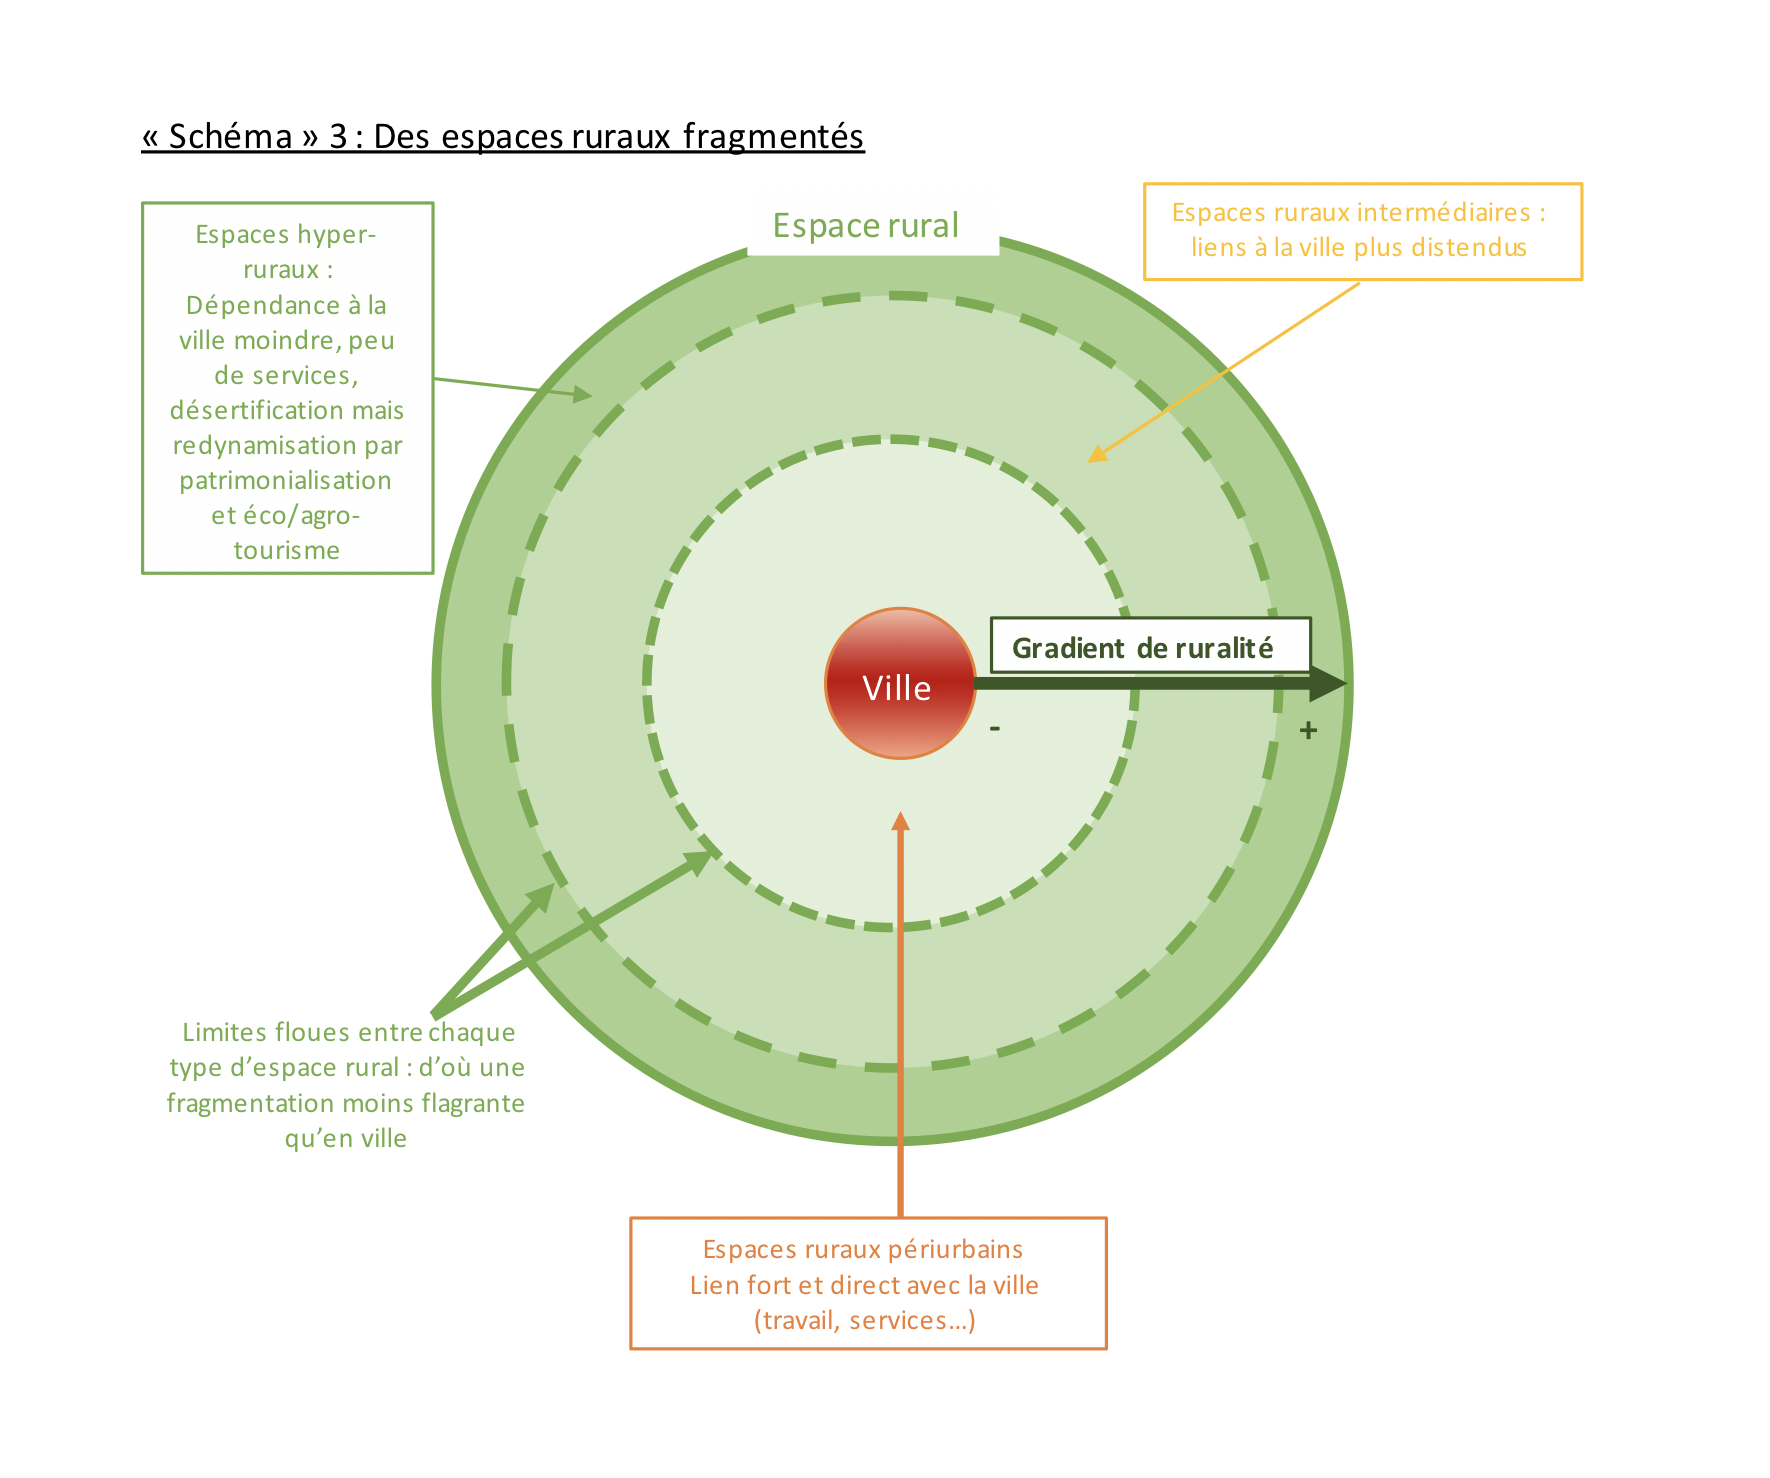 « Schéma » 3 : Des espaces ruraux fragmentés
Espaces hyper-
ruraux :
Dépendance à la
ville moindre, peu
de services,
désertification mais
redynamisation par
patrimonialisation
et éco/agro-
tourisme
Espace rural
Espaces ruraux intermédiaires :
liens à la ville plus distendus
Gradient de ruralité
Ville
-
+
Limites floues entre chaque
type d’espace rural : d’où une
fragmentation moins flagrante
qu’en ville
Espaces ruraux périurbains
Lien fort et direct avec la ville
(travail, services…)